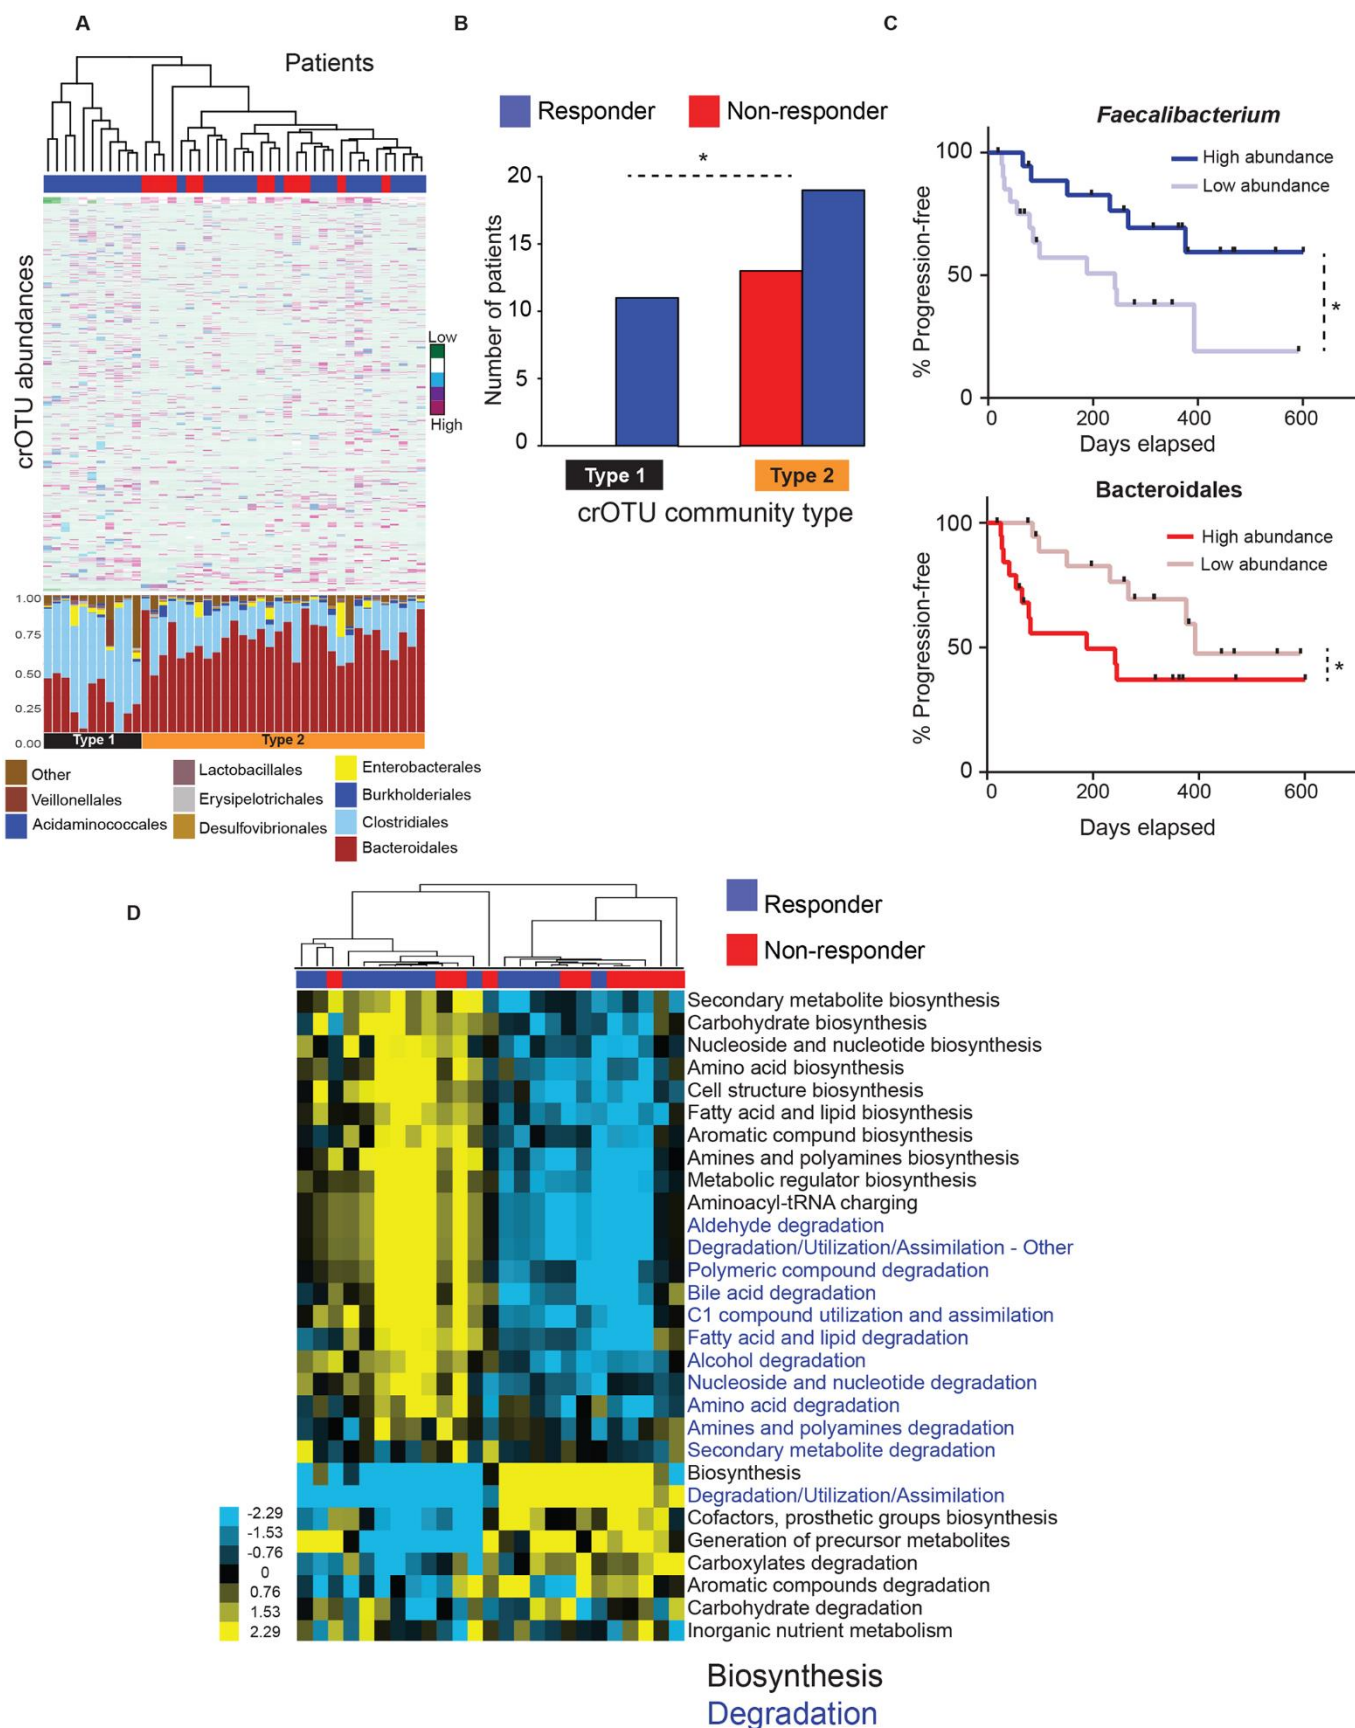 A
Patients
crOTU abundances
Low
High
1.00
0.75
0.50
0.25
0.00
Type 1
Type 2
Other
Veillonellales
Acidaminococcales
Lactobacillales
Erysipelotrichales
Desulfovibrionales
Enterobacterales
Burkholderiales
Clostridiales
Bacteroidales
B
Responder
Non-responder
*
Number of patients
20
15
10
5
0
Type 1
Type 2
crOTU community type
C
Faecalibacterium
High abundance
Low abundance
% Progression-free
100
50
0
*
0
200
400
600
Days elapsed
Bacteroidales
High abundance
Low abundance
% Progression-free
100
50
0
*
0
200
400
600
Days elapsed
D
Responder
Non-responder
Secondary metabolite biosynthesis
Carbohydrate biosynthesis
Nucleoside and nucleotide biosynthesis
Amino acid biosynthesis
Cell structure biosynthesis
Fatty acid and lipid biosynthesis
Aromatic compund biosynthesis
Amines and polyamines biosynthesis
Metabolic regulator biosynthesis
Aminoacyl-tRNA charging
Aldehyde degradation
Degradation/Utilization/Assimilation - Other
Polymeric compound degradation
Bile acid degradation
C1 compound utilization and assimilation
Fatty acid and lipid degradation
Alcohol degradation
Nucleoside and nucleotide degradation
Amino acid degradation
Amines and polyamines degradation
Secondary metabolite degradation
Biosynthesis
Degradation/Utilization/Assimilation
Cofactors, prosthetic groups biosynthesis
Generation of precursor metabolites
Carboxylates degradation
Aromatic compounds degradation
Carbohydrate degradation
Inorganic nutrient metabolism
-2.29
-1.53
-0.76
0
0.76
1.53
2.29
Biosynthesis
Degradation